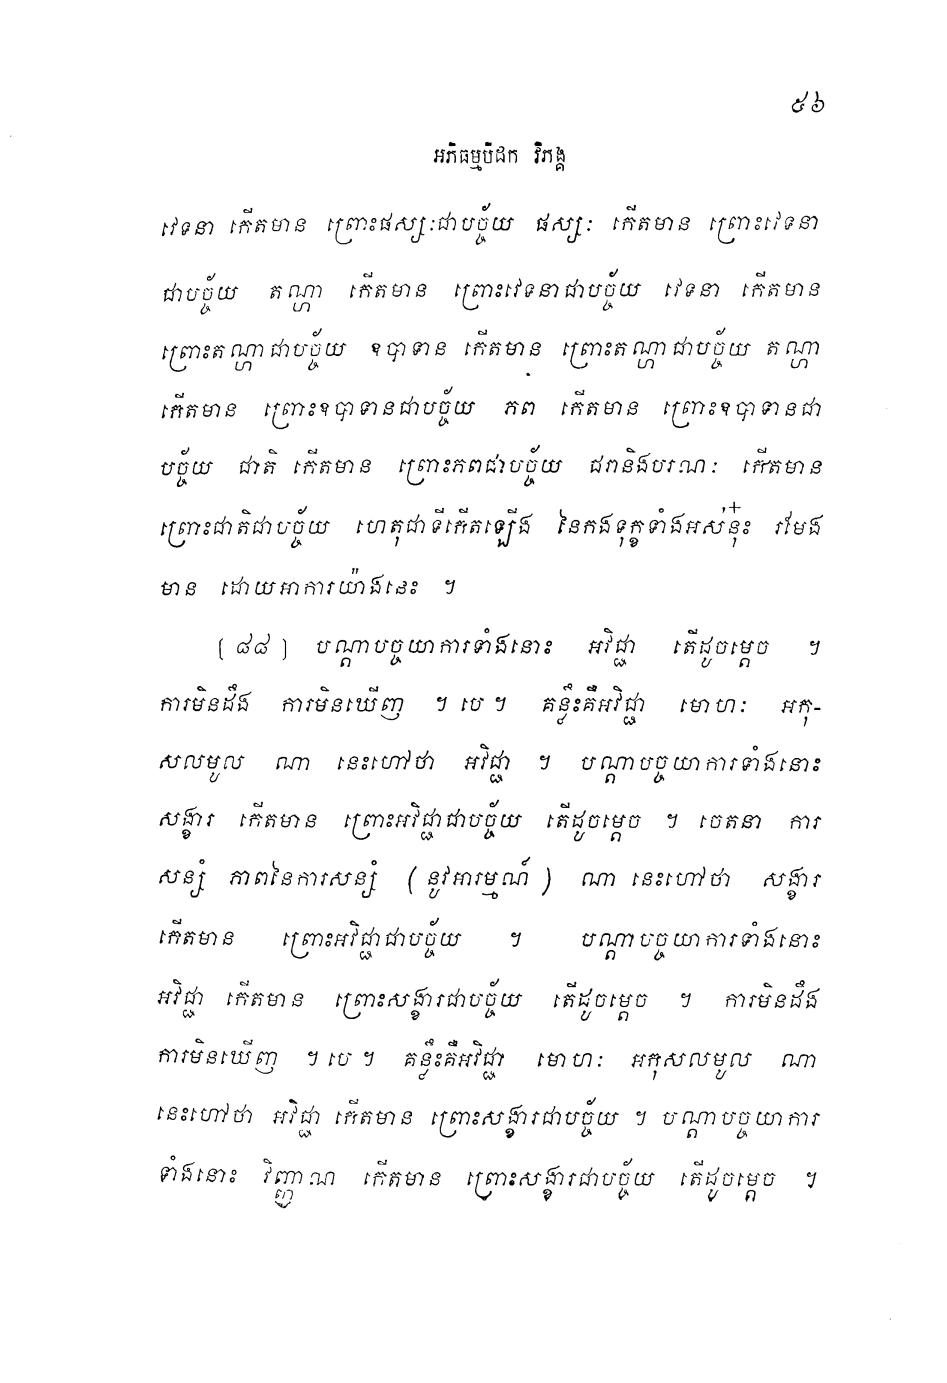 ៥៦
អភិធម្មបិដក វិភង្គ
វេទនា កើតមាន ព្រោះផស្សៈជាបច្ច័យ ផស្សៈ កើតមាន ព្រោះវេទនា
ជាបច្ច័យ តណ្ហា កើតមាន ព្រោះវេទនាជាបច្ច័យ វេទនា កើតមាន
ព្រោះតណ្ហាជាបច្ច័យ ឧបាទាន កើតមាន ព្រោះតណ្ហាជាបច្ច័យ តណ្ហា
កើតមាន ព្រោះឧបាទានជាបច្ច័យ ភព កើតមាន ព្រោះឧបាទានជា
បច្ច័យ ជាតិ កើតមាន ព្រោះភពជាបច្ច័យ ជរានិងមរណៈ កើតមាន
ព្រោះជាតិជាបច្ច័យ ហេតុជាទីកើតឡើង នៃកងទុក្ខទាំងអស់នុ៎ះ រមែង
មាន ដោយអាការយ៉ាងនេះ ។
(៨៨) បណ្តាបច្ចយាការទាំងនោះ អវិជ្ជា តើដូចម្តេច ។
ការមិនដឹង ការមិនឃើញ ។ បេ ។ គន្លឹះគឺអវិជ្ជា មោហៈ អកុ-
សលមូល ណា នេះហៅថា អវិជ្ជា ។ បណ្តាបច្ចយាការទាំងនោះ
សង្ខារ កើតមាន ព្រោះអវិជ្ជាជាបច្ច័យ តើដូចម្តេច ។ ចេតនា ការ
សន្សំ ភាពនៃការសន្សំ (នូវអារម្មណ៍) ណា នេះហៅថា សង្ខារ
កើតមាន ព្រោះអវិជ្ជាជាបច្ច័យ ។ បណ្តាបច្ចយាការទាំងនោះ
អវិជ្ជា កើតមាន ព្រោះសង្ខារជាបច្ច័យ តើដូចម្តេច ។ ការមិនដឹង
ការមិនឃើញ ។ បេ ។ គន្លឹះគឺអវិជ្ជា មោហៈ អកុសលមូល ណា
នេះហៅថា អវិជ្ជា កើតមាន ព្រោះសង្ខារជាបច្ច័យ ។ បណ្តាបច្ចយាការ
ទាំងនោះ វិញ្ញាណ កើតមាន ព្រោះសង្ខារជាបច្ច័យ តើដូចម្តេច ។